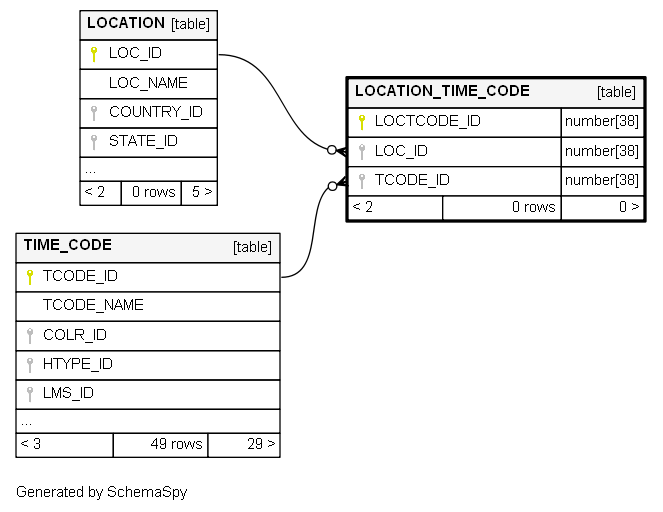 LOCATION [table]
LOC_ID
LOC_NAME
COUNTRY_ID
STATE_ID
...
< 2 0 rows 5 >
LOCATION_TIME_CODE [table]
LOCTCODE_ID number[38]
LOC_ID number[38]
TCODE_ID number[38]
< 2 0 rows 0 >
TIME_CODE [table]
TCODE_ID
TCODE_NAME
COLR_ID
HTYPE_ID
LMS_ID
...
< 3 49 rows 29 >
Generated by SchemaSpy